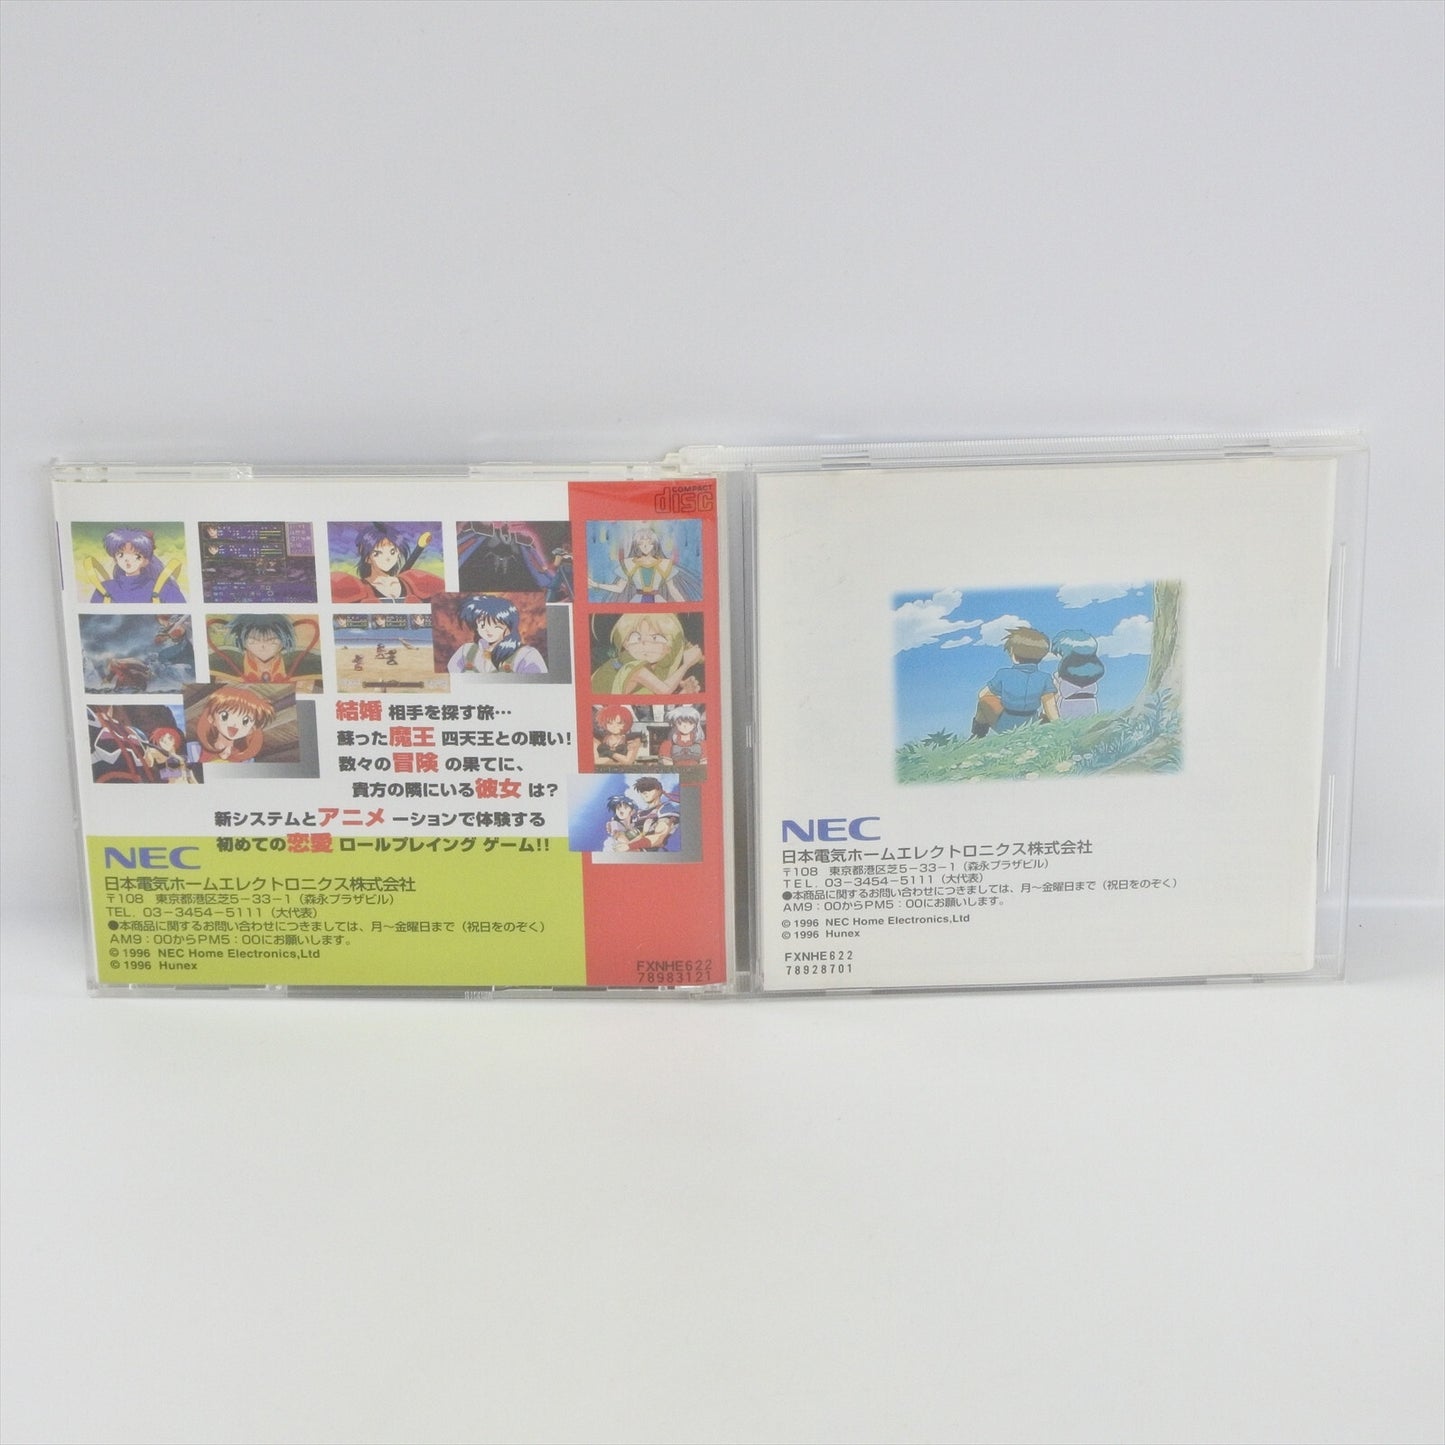 COMPACT
disc
結婚 相手を探す旅…
蘇った魔王 四天王との戦い!
数々の冒険 の果てに、
貴方の隣にいる彼女 は?
新システムとアニメ ーションで体験する
初めての恋愛 ロールプレイング ゲーム!!
NEC
日本電気ホームエレクトロニクス株式会社
〒108 東京都港区芝5-33-1（森永プラザビル）
TEL. 03-3454-5111（大代表）
●本商品に関するお問い合わせにつきましては、月〜金曜日まで（祝日をのぞく）
AM9：00からPM5：00にお願いします。
© 1996 NEC Home Electronics,Ltd
© 1996 Hunex
FXNHE622
78983121
NEC
日本電気ホームエレクトロニクス株式会社
〒108 東京都港区芝5-33-1（森永プラザビル）
TEL. 03-3454-5111（大代表）
●本商品に関するお問い合わせにつきましては、月〜金曜日まで（祝日をのぞく）
AM9：00からPM5：00にお願いします。
© 1996 NEC Home Electronics,Ltd
© 1996 Hunex
FXNHE622
78928701